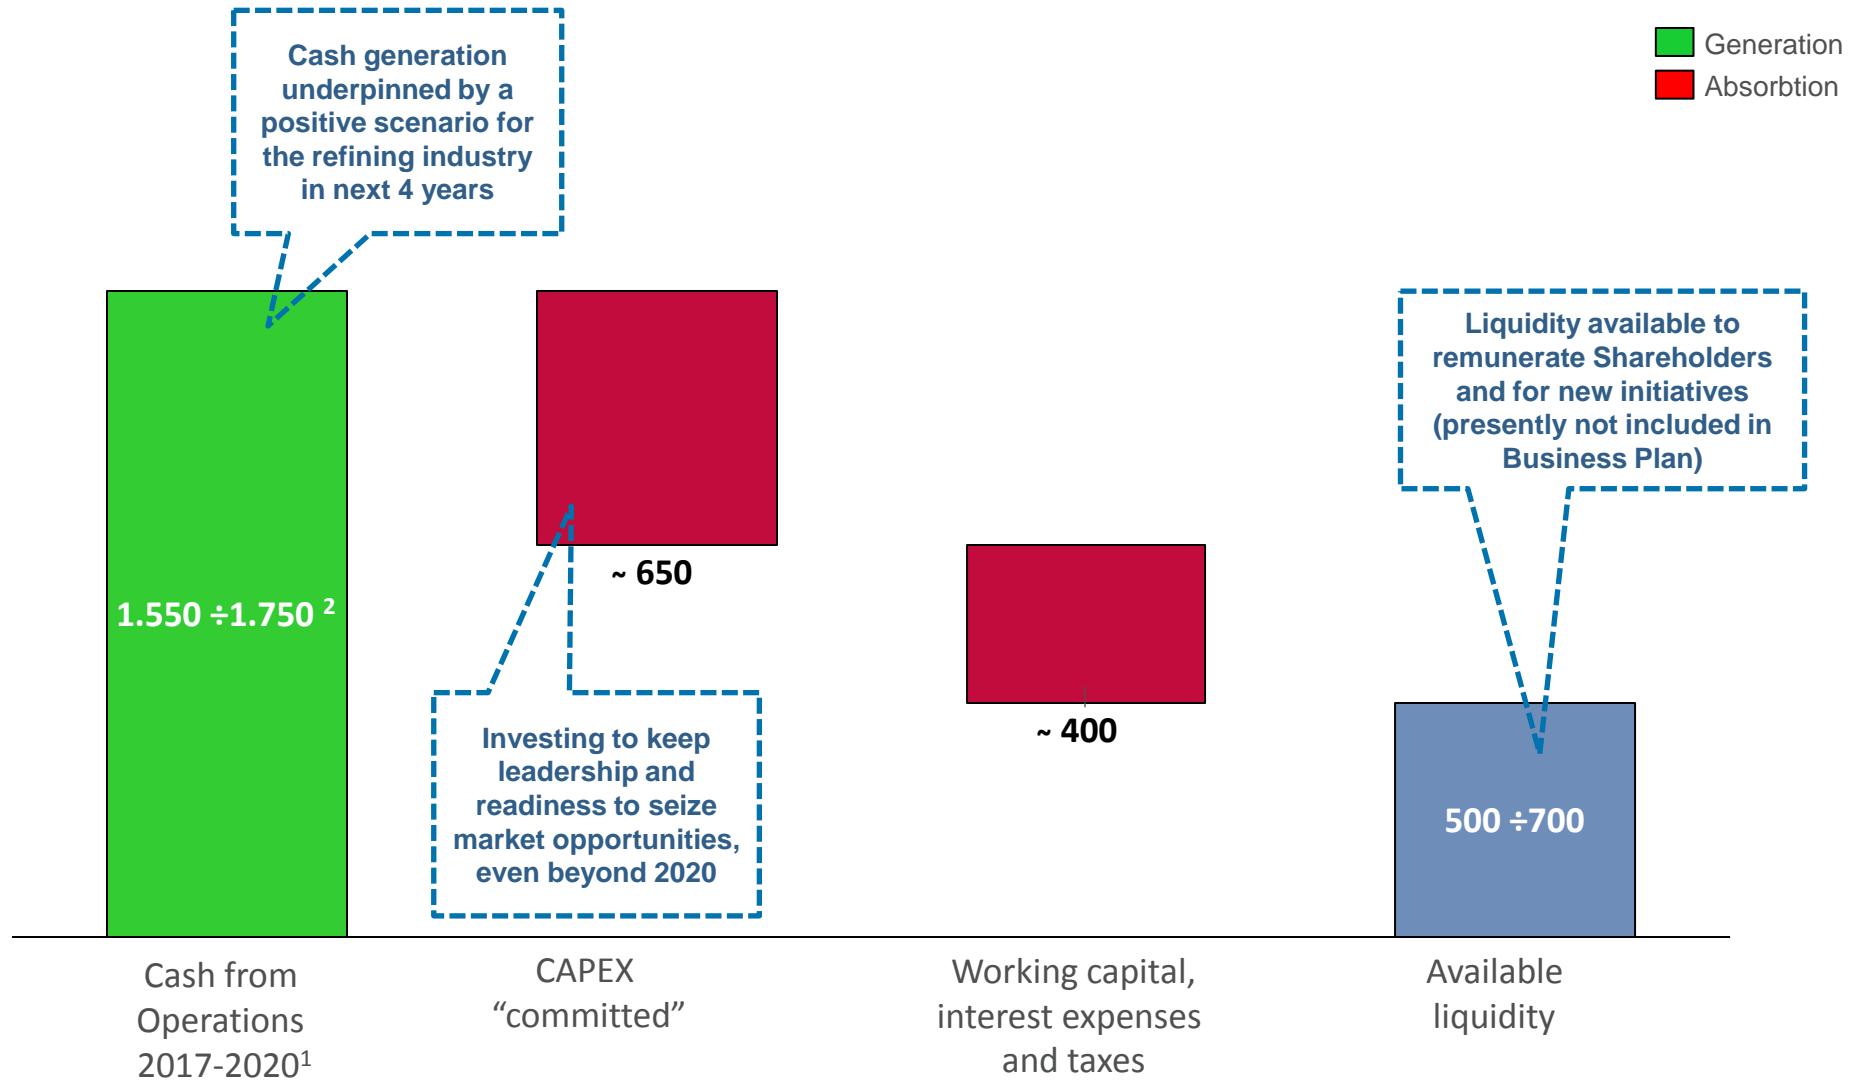 Cash generation
underpinned by a
positive scenario for
the refining industry
in next 4 years
Generation
Absorbtion
Liquidity available to
remunerate Shareholders
and for new initiatives
(presently not included in
Business Plan)
~ 650
1.550 ÷1.750 ²
~ 400
Investing to keep
leadership and
readiness to seize
market opportunities,
even beyond 2020
500 ÷700
Cash from
Operations
2017-2020¹
CAPEX
“committed”
Working capital,
interest expenses
and taxes
Available
liquidity